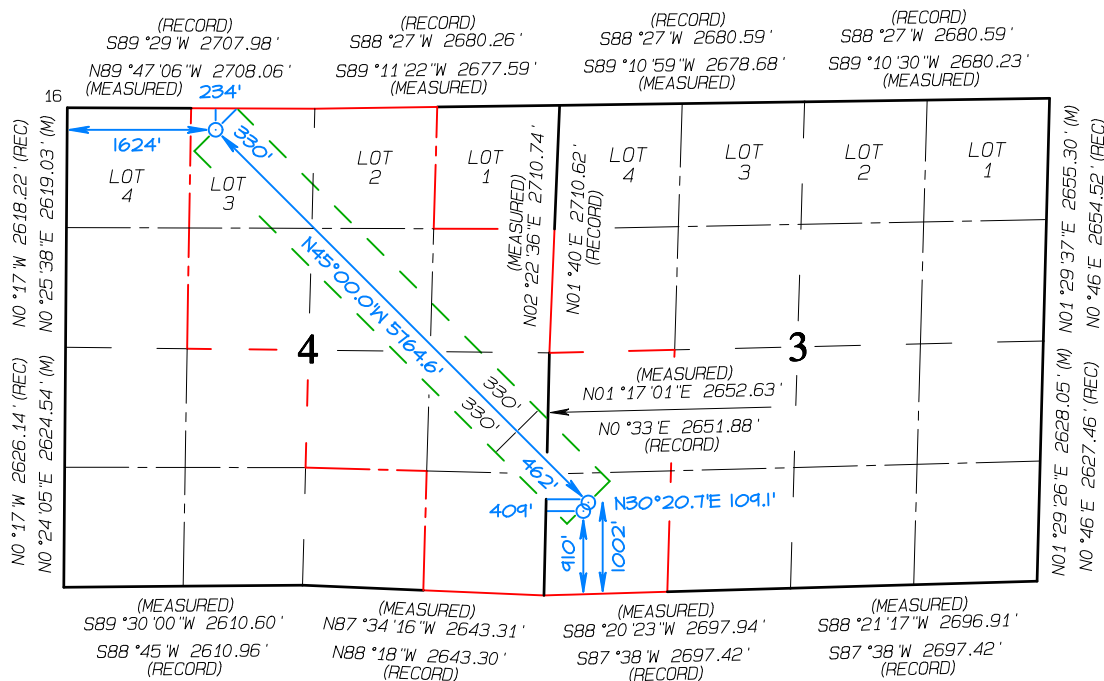 (RECORD)
S89°29'W 2707.98'
N89°47'06"W 2708.06'
(MEASURED)
(RECORD)
S88°27'W 2680.26'
S89°11'22"W 2677.59'
(MEASURED)
(RECORD)
S88°27'W 2680.59'
S89°10'59"W 2678.68'
(MEASURED)
(RECORD)
S88°27'W 2680.59'
S89°10'30"W 2680.23'
(MEASURED)
16
234'
1624'
330'
LOT
4
LOT
3
LOT
2
LOT
1
LOT
4
LOT
3
LOT
2
LOT
1
N0°17'W 2618.22' (REC)
N0°25'38"E 2619.03' (M)
(MEASURED)
N02°22'36"E 2710.74'
N01°40'E 2710.62'
(RECORD)
N01°29'37"E 2655.30' (M)
N0°46'E 2654.52' (REC)
N45°00.0'W 5764.6'
4
3
330'
330'
(MEASURED)
N01°17'01"E 2652.63
N0°33'E 2651.88'
(RECORD)
N0°17'W 2626.14' (REC)
N0°24'05"E 2624.54' (M)
462'
409'
N30°20.7'E 109.1'
910'
1002'
N01°29'26"E 2628.05' (M)
N0°46'E 2627.46' (REC)
(MEASURED)
S89°30'00"W 2610.60'
S88°45'W 2610.96'
(RECORD)
(MEASURED)
N87°34'16"W 2643.31'
N88°18'W 2643.30'
(RECORD)
(MEASURED)
S88°20'23"W 2697.94'
S87°38'W 2697.42'
(RECORD)
(MEASURED)
S88°21'17"W 2696.91'
S87°38'W 2697.42'
(RECORD)